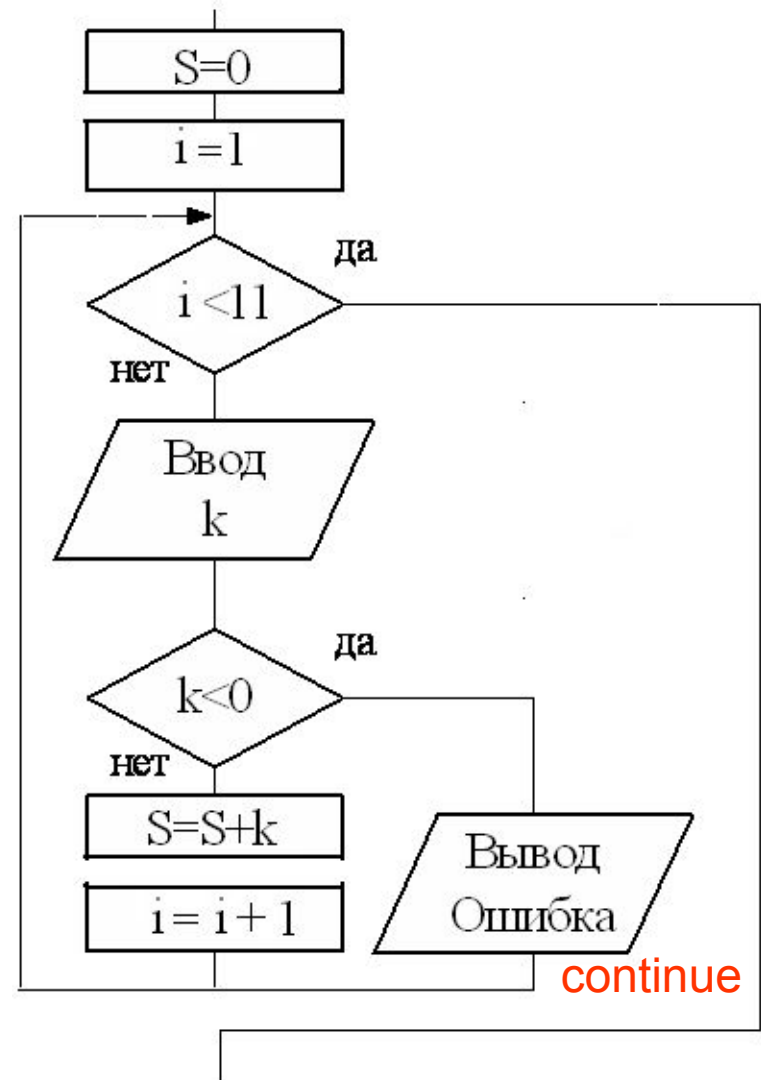 S=0
i=1
да
i<11
нет
Ввод
k
да
k<0
нет
S=S+k
i= i+1
Вывод
Ошибка
continue